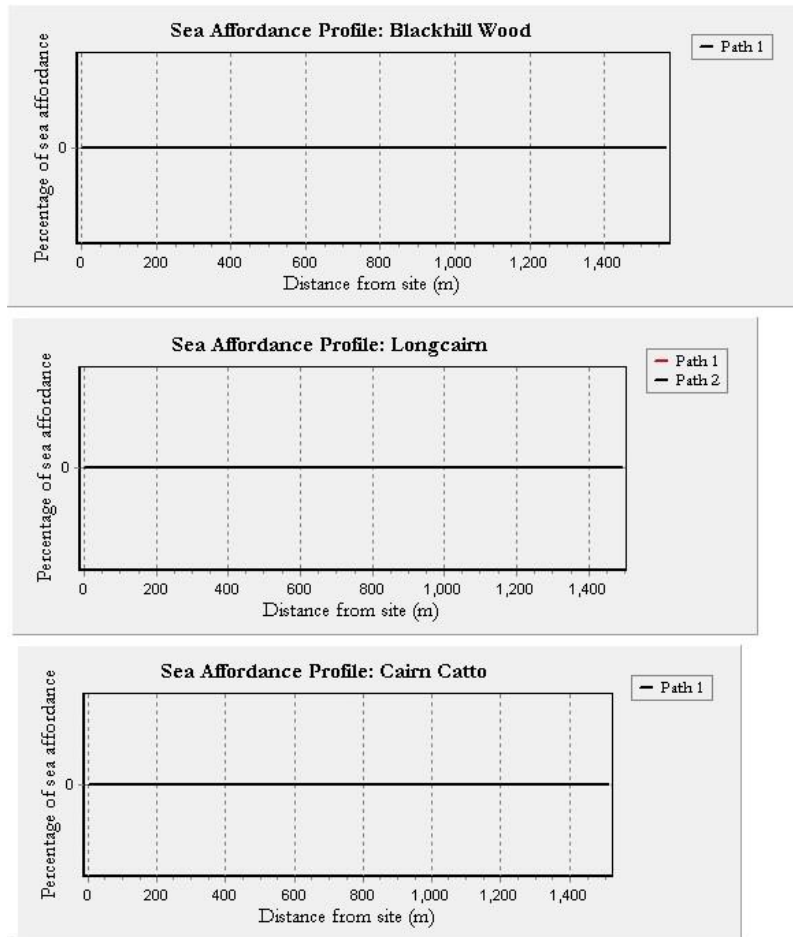 Sea Affordance Profile: Blackhill Wood
Path 1
Percentage of sea affordance
0
0 200 400 600 800 1,000 1,200 1,400
Distance from site (m)
Sea Affordance Profile: Longcairn
Path 1
Path 2
Percentage of sea affordance
0
0 200 400 600 800 1,000 1,200 1,400
Distance from site (m)
Sea Affordance Profile: Cairn Catto
Path 1
Percentage of sea affordance
0
0 200 400 600 800 1,000 1,200 1,400
Distance from site (m)